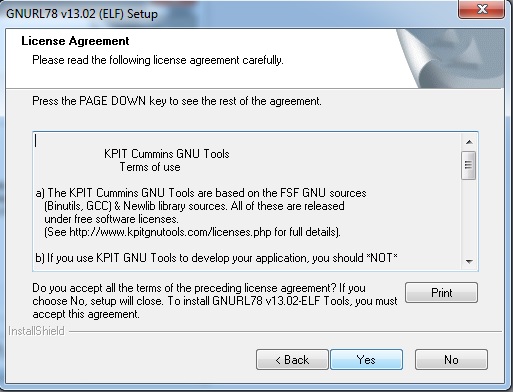 GNURL78 v13.02 (ELF) Setup
License Agreement
Please read the following license agreement carefully.
Press the PAGE DOWN key to see the rest of the agreement.
KPIT Cummins GNU Tools
Terms of use
a) The KPIT Cummins GNU Tools are based on the FSF GNU sources
(Binutils, GCC) & Newlib library sources. All of these are released
under free software licenses.
(See http://www.kpitgnutools.com/licenses.php for full details).
b) If you use KPIT GNU Tools to develop your application, you should *NOT*
Do you accept all the terms of the preceding license agreement? If you
choose No, setup will close. To install GNURL78 v13.02-ELF Tools, you must
accept this agreement.
Print
InstallShield
< Back
Yes
No